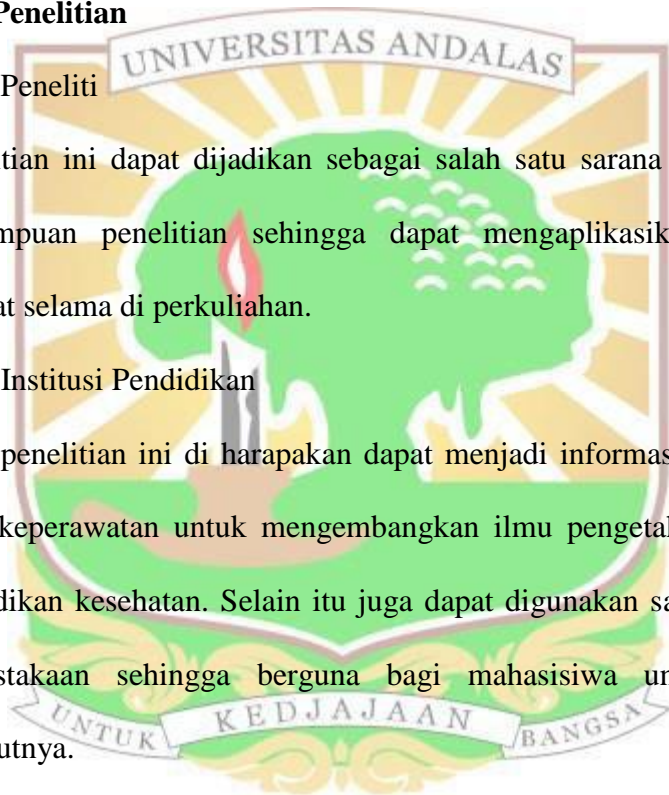 Penelitian
UNIVERSITAS ANDALAS
Peneliti
itian ini dapat dijadikan sebagai salah satu sarana
mpuan penelitian sehingga dapat mengaplikasik
at selama di perkuliahan.
Institusi Pendidikan
penelitian ini di harapakan dapat menjadi informas
keperawatan untuk mengembangkan ilmu pengetal
dikan kesehatan. Selain itu juga dapat digunakan sa
stakaan sehingga berguna bagi mahasisiwa un
UNTUK KEDJAJAAN BANGSA
utnya.